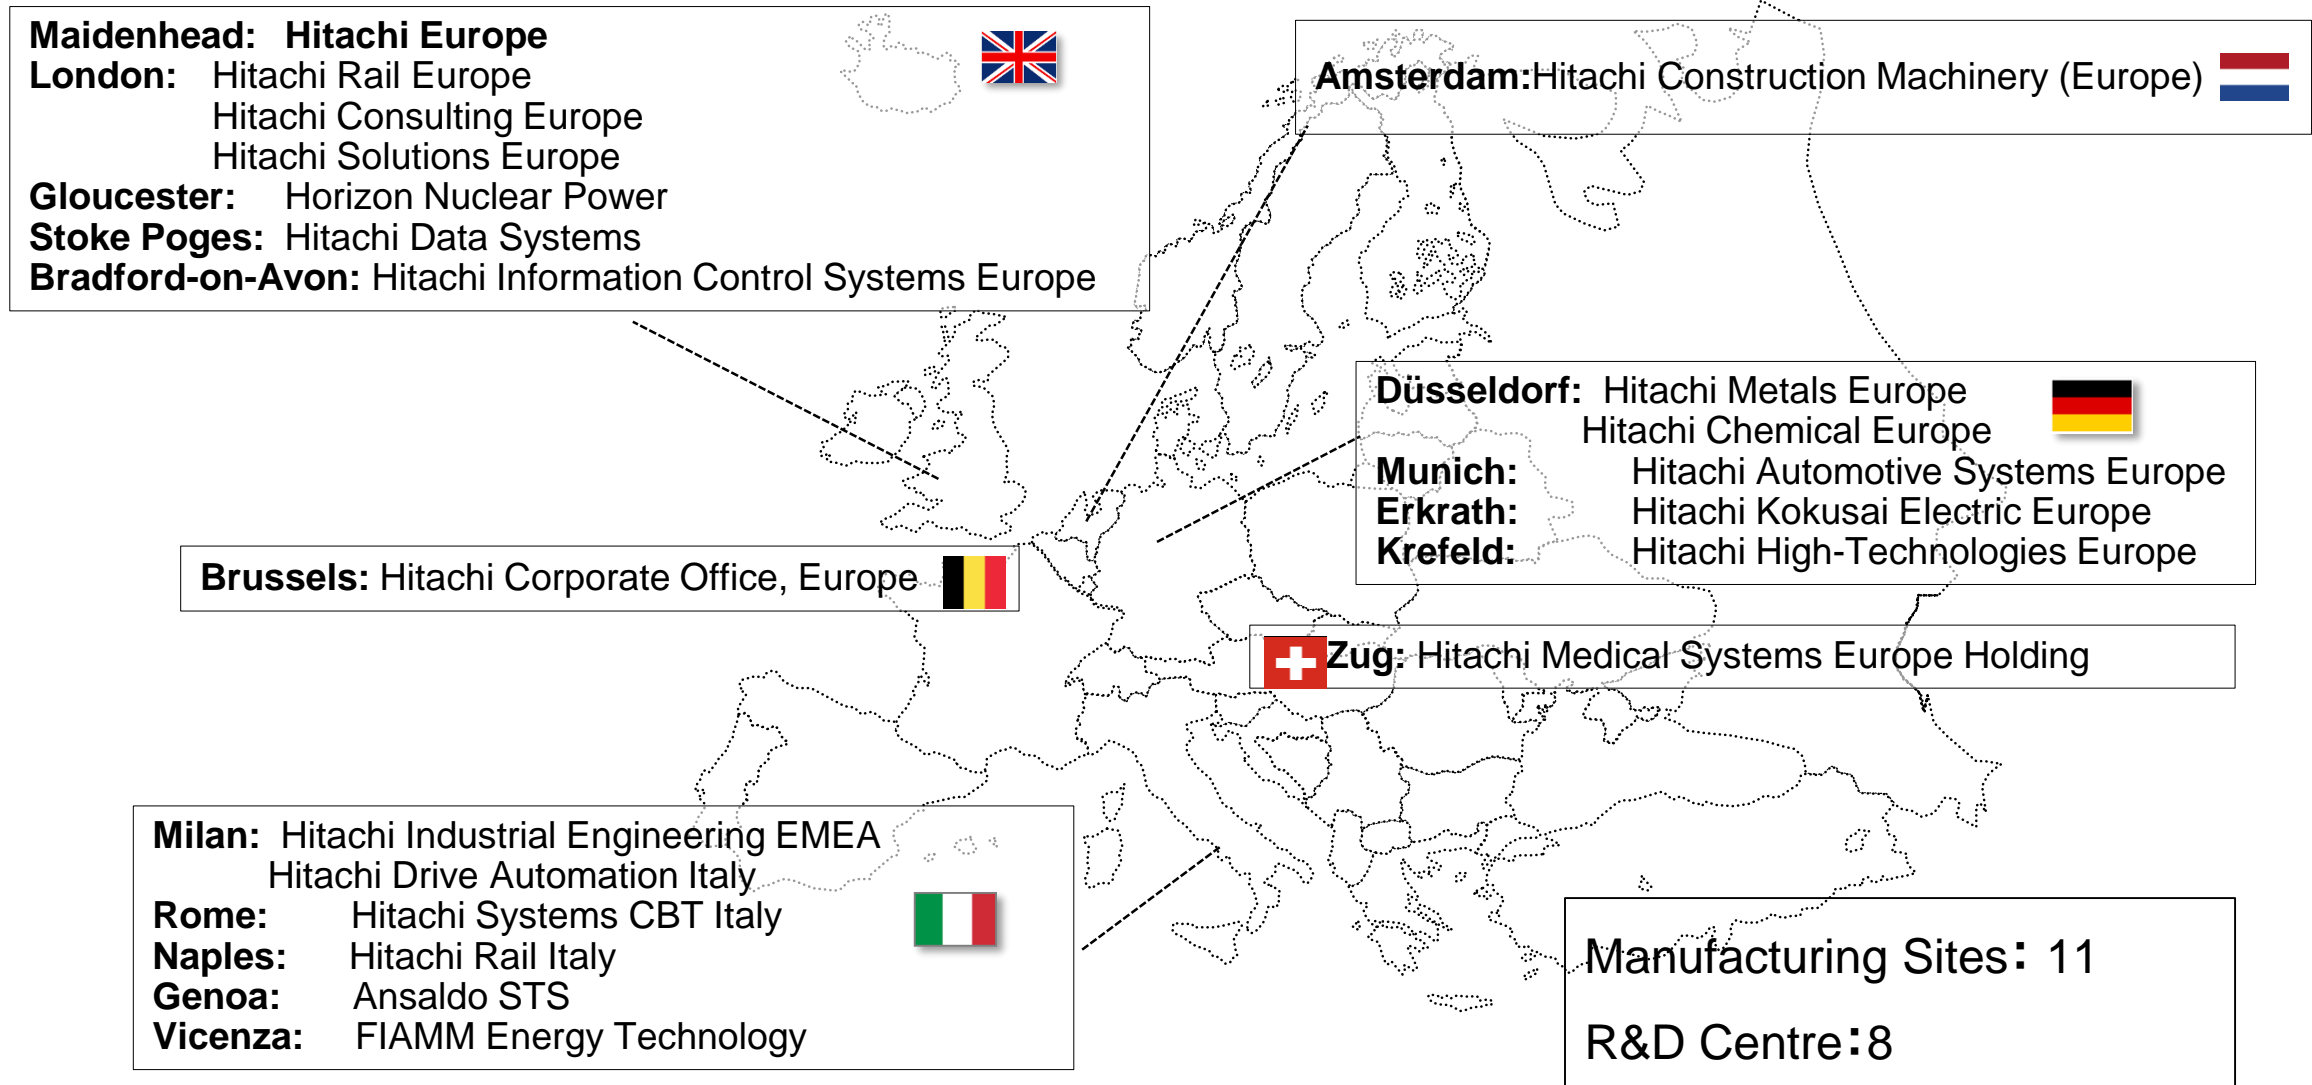 Maidenhead: Hitachi Europe
London: Hitachi Rail Europe
Hitachi Consulting Europe
Hitachi Solutions Europe
Gloucester: Horizon Nuclear Power
Stoke Poges: Hitachi Data Systems
Bradford-on-Avon: Hitachi Information Control Systems Europe
Amsterdam:Hitachi Construction Machinery (Europe)
Düsseldorf: Hitachi Metals Europe
Hitachi Chemical Europe
Munich: Hitachi Automotive Systems Europe
Erkrath: Hitachi Kokusai Electric Europe
Krefeld: Hitachi High-Technologies Europe
Brussels: Hitachi Corporate Office, Europe
Zug: Hitachi Medical Systems Europe Holding
Milan: Hitachi Industrial Engineering EMEA
Hitachi Drive Automation Italy
Rome: Hitachi Systems CBT Italy
Naples: Hitachi Rail Italy
Genoa: Ansaldo STS
Vicenza: FIAMM Energy Technology
Manufacturing Sites: 11
R&D Centre:8